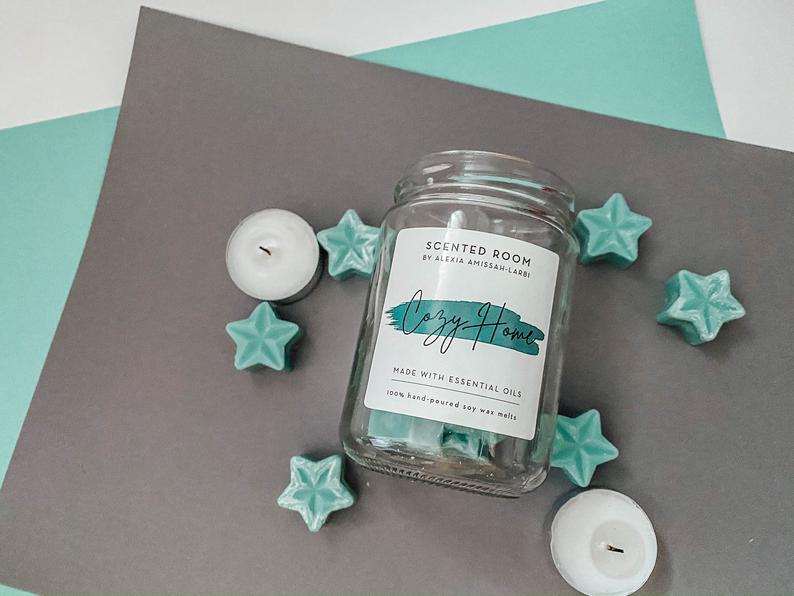 SCENTED ROOM
BY ALEXIA AMISSAH-LARBI
Cozy Home
MADE WITH ESSENTIAL OILS
100% hand-poured soy wax melts